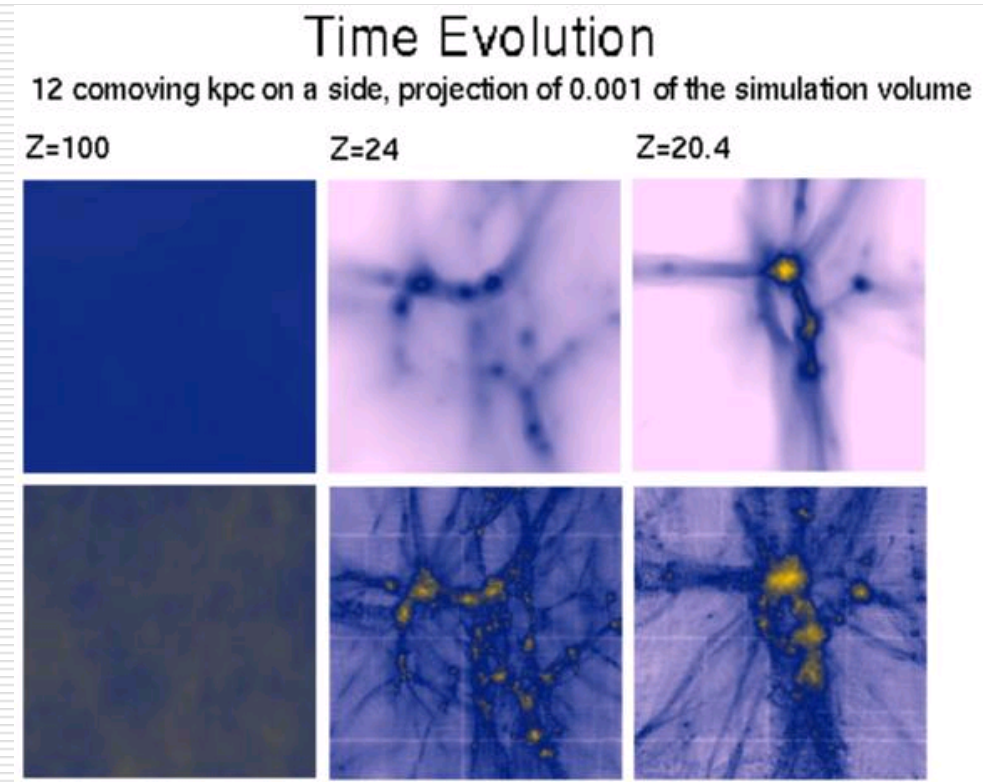 Time Evolution
12 comoving kpc on a side, projection of 0.001 of the simulation volume
Z=100 Z=24 Z=20.4